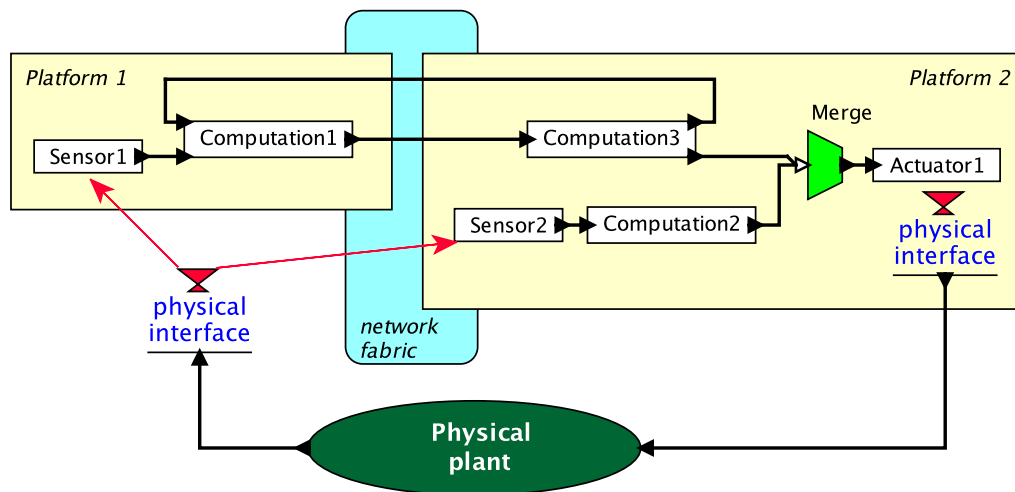 Platform 1
Platform 2
Merge
Computation1
Computation3
Sensor1
Actuator1
Sensor2
Computation2
physical
interface
physical
interface
network
fabric
Physical
plant